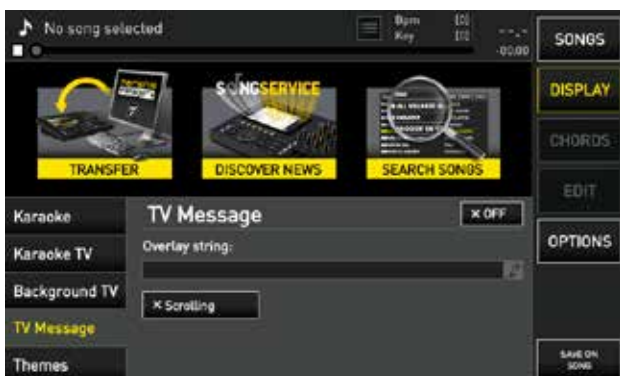 No song selected
Bpm [0]
Key [0]
--.-
-00:00
SONGS
DISPLAY
CHORDS
EDIT
OPTIONS
SAVE ON
SONG
SONGSERVICE
TRANSFER
DISCOVER NEWS
SEARCH SONGS
Karaoke
Karaoke TV
Background TV
TV Message
Themes
TV Message
× OFF
Overlay string:
× Scrolling